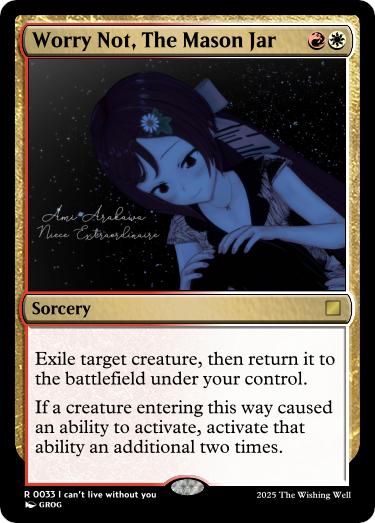 Worry Not, The Mason Jar
Ami Arakawa
Niece Extraordinaire
Sorcery
Exile target creature, then return it to
the battlefield under your control.
If a creature entering this way caused
an ability to activate, activate that
ability an additional two times.
R 0033 I can't live without you
GROG
2025 The Wishing Well